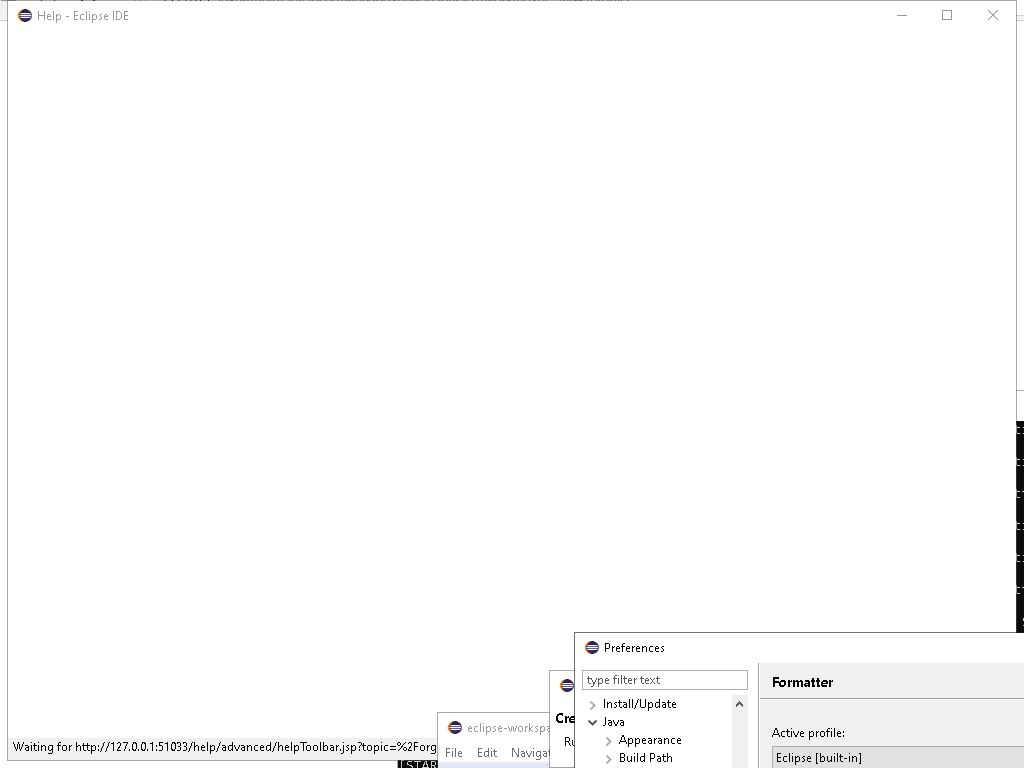 Help - Eclipse IDE
Preferences
type filter text
Formatter
Install/Update
Java
Active profile:
Appearance
Build Path
Eclipse [built-in]
Cre
Ru
eclipse-workspa
File Edit Navigat
Waiting for http://127.0.0.1:51033/help/advanced/helpToolbar.jsp?topic=%2Forg
[STAR